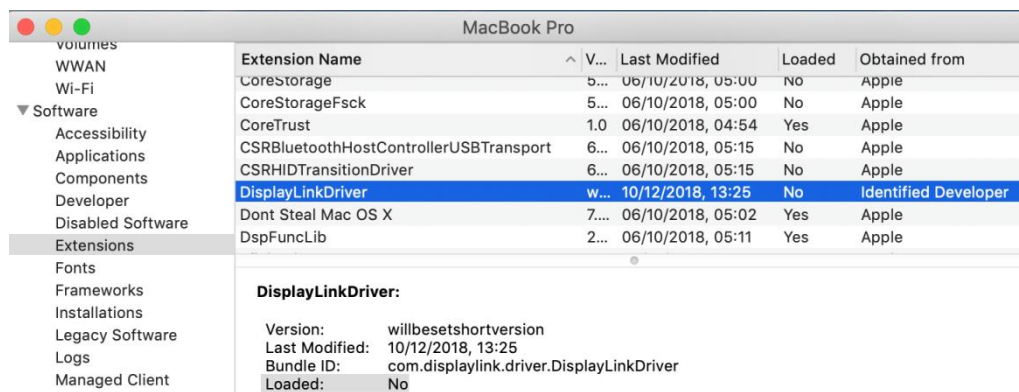 MacBook Pro
Volumes
WWAN
Wi-Fi
Software
Accessibility
Applications
Components
Developer
Disabled Software
Extensions
Fonts
Frameworks
Installations
Legacy Software
Logs
Managed Client
Extension Name V... Last Modified Loaded Obtained from
CoreStorage 5... 06/10/2018, 05:00 No Apple
CoreStorageFsck 5... 06/10/2018, 05:00 No Apple
CoreTrust 1.0 06/10/2018, 04:54 Yes Apple
CSRBluetoothHostControllerUSBTransport 6... 06/10/2018, 05:15 No Apple
CSRHIDTransitionDriver 6... 06/10/2018, 05:15 No Apple
DisplayLinkDriver w... 10/12/2018, 13:25 No Identified Developer
Dont Steal Mac OS X 7.... 06/10/2018, 05:02 Yes Apple
DspFuncLib 2... 06/10/2018, 05:11 Yes Apple
DisplayLinkDriver:
Version: willbesetshortversion
Last Modified: 10/12/2018, 13:25
Bundle ID: com.displaylink.driver.DisplayLinkDriver
Loaded: No